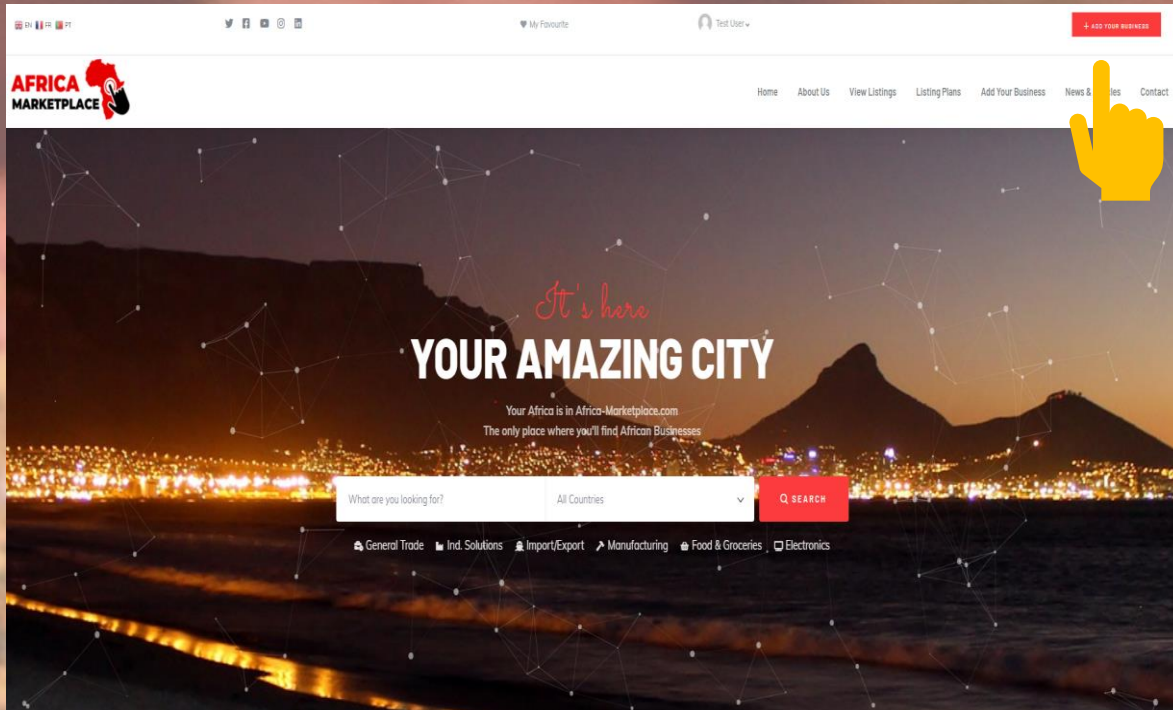 EN FR PT
My Favourite
Test User
+ ADD YOUR BUSINESS
AFRICA
MARKETPLACE
Home About Us View Listings Listing Plans Add Your Business News & Contact
It's here
YOUR AMAZING CITY
Your Africa is in Africa-Marketplace.com
The only place where you'll find African Businesses
What are you looking for? All Countries SEARCH
General Trade Ind. Solutions Import/Export Manufacturing Food & Groceries Electronics